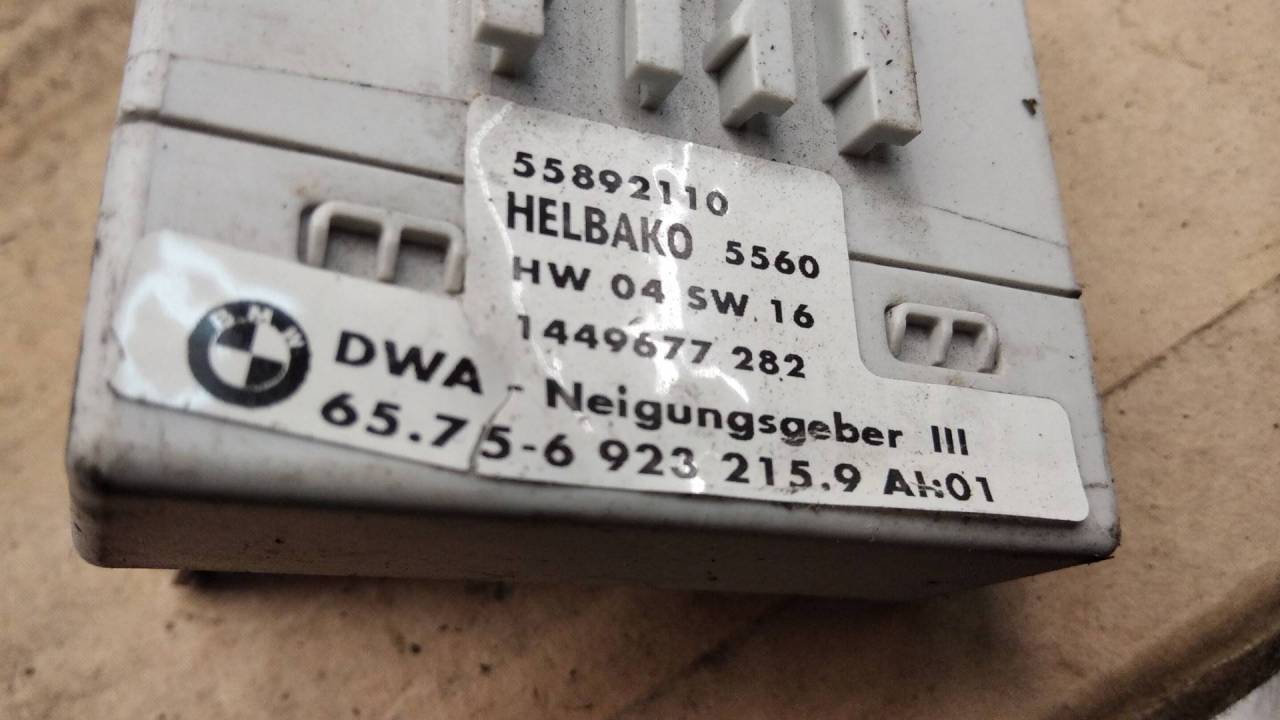 55892110
HELBAKO 5560
HW 04 SW 16
1449677 282
BMW
DWA - Neigungsgeber III
65.75-6 923 215.9 AI:01